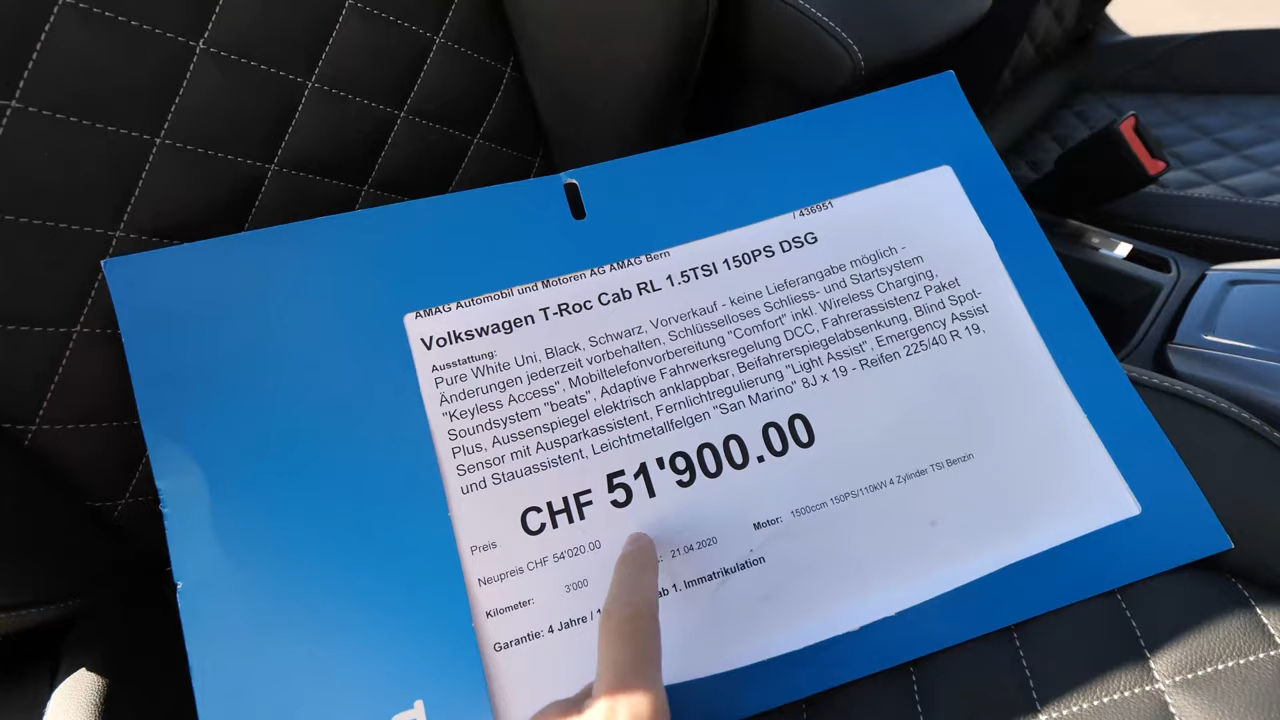 / 436951
AMAG Automobil und Motoren AG AMAG Bern
Volkswagen T-Roc Cab RL 1.5TSI 150PS DSG
Ausstattung:
Pure White Uni, Black, Schwarz, Vorverkauf - keine Lieferangabe möglich -
Änderungen jederzeit vorbehalten, Schlüsselloses Schliess- und Startsystem
"Keyless Access", Mobiltelefonvorbereitung "Comfort" inkl. Wireless Charging,
Soundsystem "beats", Adaptive Fahrwerksregelung DCC, Fahrerassistenz Paket
Plus, Aussenspiegel elektrisch anklappbar, Beifahrerspiegelabsenkung, Blind Spot-
Sensor mit Ausparkassistent, Fernlichtregulierung "Light Assist", Emergency Assist
und Stauassistent, Leichtmetallfelgen "San Marino" 8J x 19 - Reifen 225/40 R 19,
Preis CHF 51'900.00
Neupreis CHF 54'020.00
Kilometer: 3'000 21.04.2020 Motor: 1500ccm 150PS/110kW 4 Zylinder TSI Benzin
Garantie: 4 Jahre / ab 1. Immatrikulation